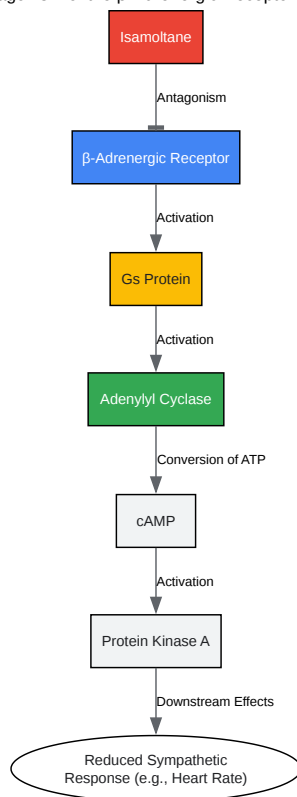 Isamoltane
Antagonism
β-Adrenergic Receptor
Activation
Gs Protein
Activation
Adenylyl Cyclase
Conversion of ATP
cAMP
Activation
Protein Kinase A
Downstream Effects
Reduced Sympathetic
Response (e.g., Heart Rate)